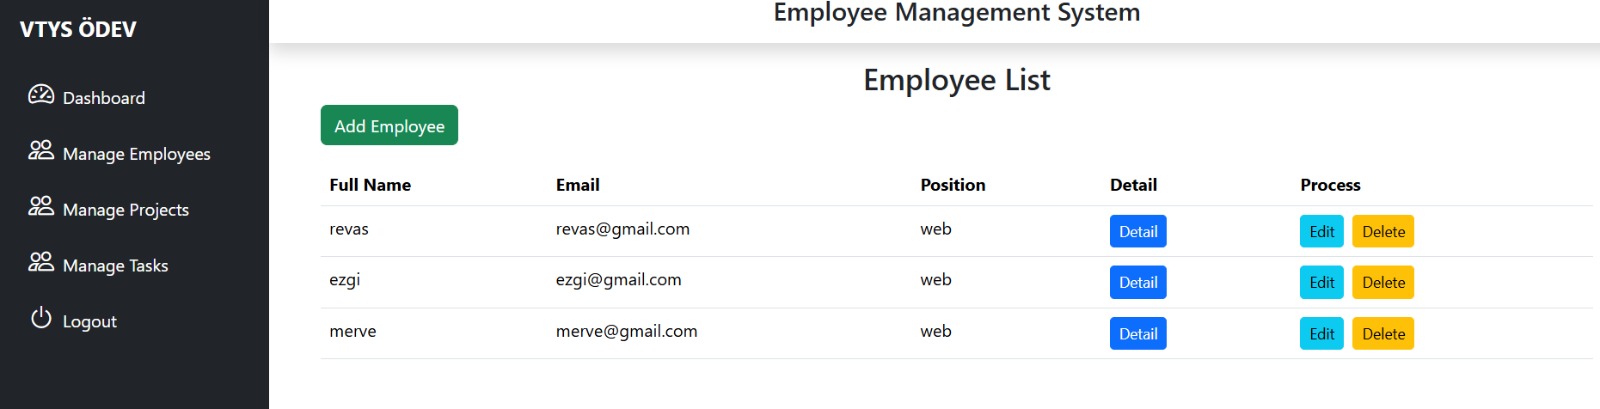 VTYS ÖDEV
Dashboard
Manage Employees
Manage Projects
Manage Tasks
Logout
Employee Management System
Employee List
Add Employee
Full Name Email Position Detail Process
revas revas@gmail.com web Detail Edit Delete
ezgi ezgi@gmail.com web Detail Edit Delete
merve merve@gmail.com web Detail Edit Delete